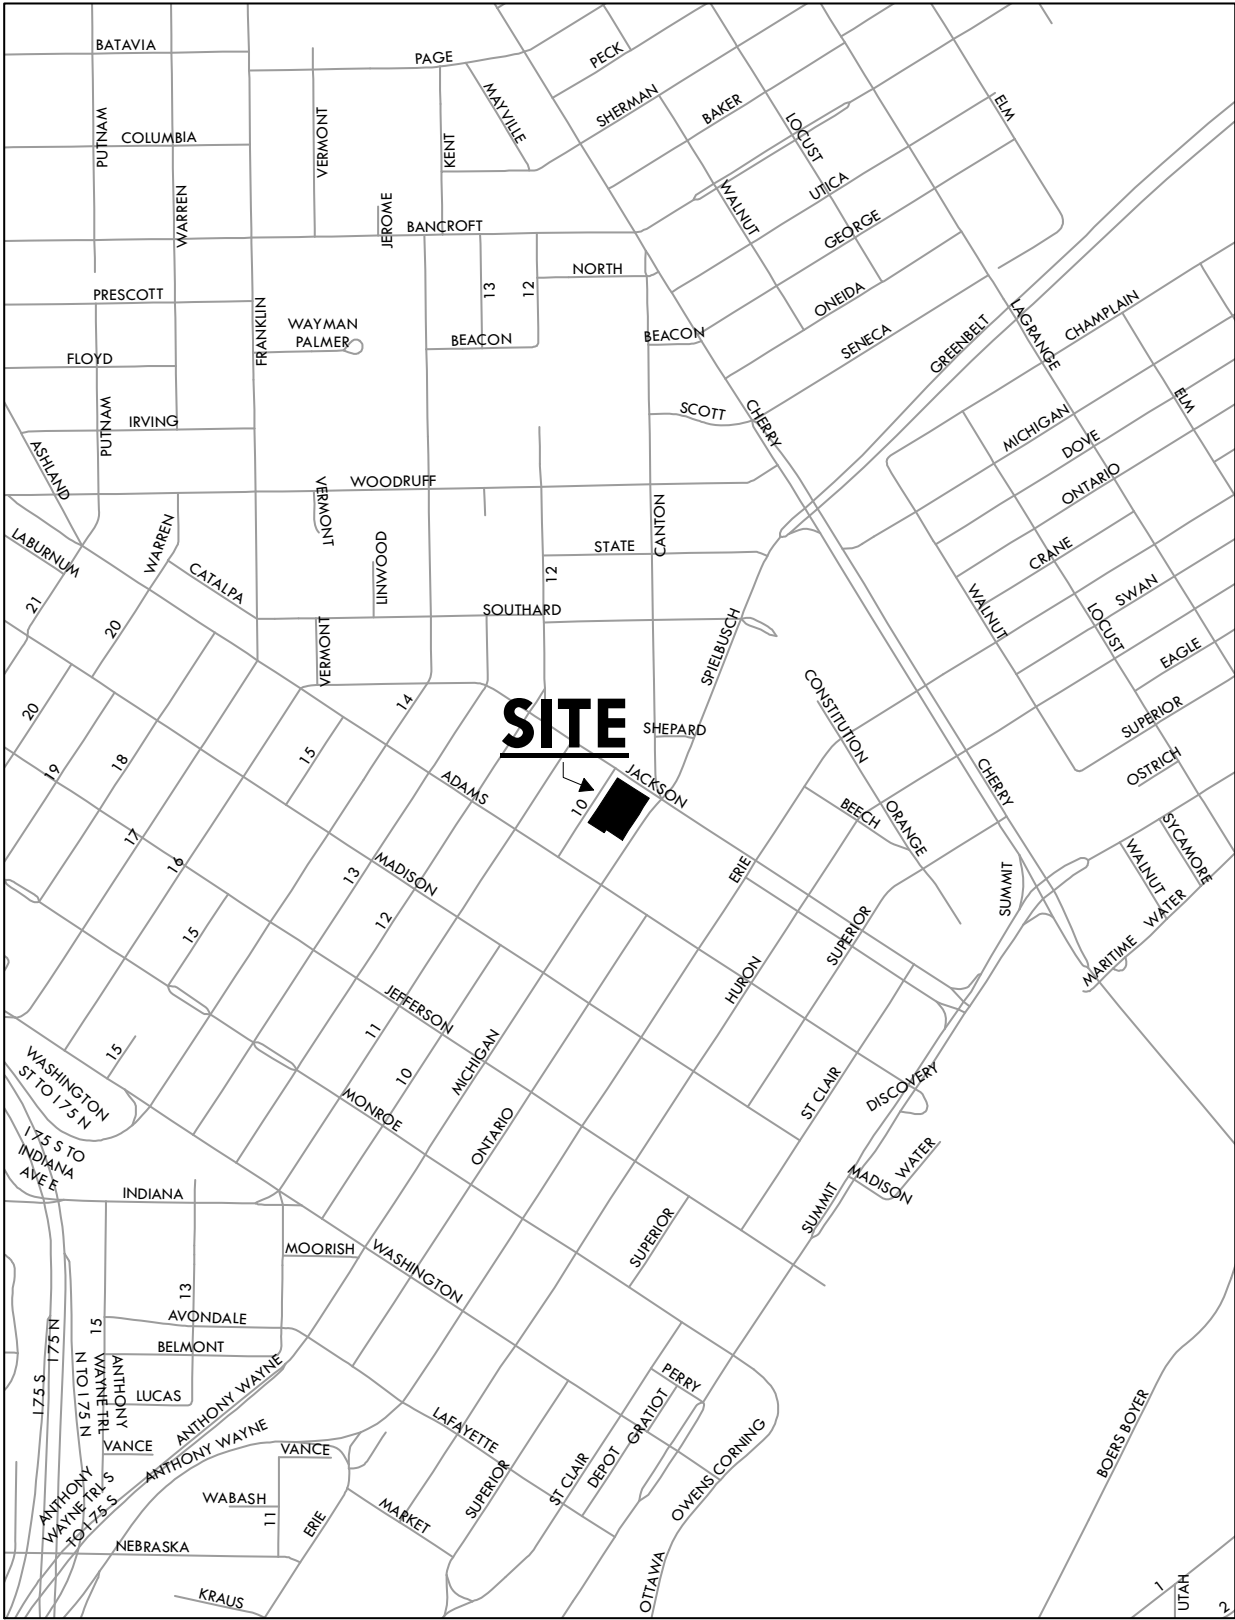 BATAVIA
PAGE
PECK
MAYVILLE
SHERMAN
BAKER
ELM
PUTNAM
COLUMBIA
VERMONT
KENT
LOCUST
WARREN
JEROME
BANCROFT
WALNUT
UTICA
GEORGE
NORTH
13
12
PRESCOTT
FRANKLIN
WAYMAN
PALMER
BEACON
BEACON
ONEIDA
SENECA
GREENBELT
LAGRANGE
CHAMPLAIN
FLOYD
PUTNAM
IRVING
SCOTT
CHERRY
MICHIGAN
DOVE
ELM
ASHLAND
WOODRUFF
ONTARIO
VERMONT
CANTON
LABURNUM
WARREN
CATALPA
LINWOOD
STATE
12
CRANE
SWAN
WALNUT
LOCUST
21
20
SOUTHARD
VERMONT
SPIELBUSCH
EAGLE
CONSTITUTION
SUPERIOR
20
14
SITE
SHEPARD
OSTRICH
19
18
15
ADAMS
JACKSON
10
CHERRY
BEECH
ORANGE
SYCAMORE
17
16
13
MADISON
ERIE
SUMMIT
WALNUT
WATER
15
12
SUPERIOR
MARITIME
HURON
JEFFERSON
11
15
10
MICHIGAN
WASHINGTON
ST TO I 75 N
MONROE
ST CLAIR
DISCOVERY
ONTARIO
I 75 S TO
INDIANA
AVE E
WATER
MADISON
INDIANA
SUMMIT
SUPERIOR
MOORISH
WASHINGTON
13
15
AVONDALE
BELMONT
I 75 N
I 75 S
N TO I 75 N
ANTHONY
WAYNE TRL
LUCAS
ANTHONY WAYNE
PERRY
GRATIOT
LAFAYETTE
BOERS BOYER
VANCE
ANTHONY WAYNE
VANCE
OWENS CORNING
DEPOT
ST CLAIR
SUPERIOR
ANTHONY
WAYNE TRL S
TO I 75 S
WABASH
11
ERIE
MARKET
NEBRASKA
OTTAWA
KRAUS
1
UTAH
2